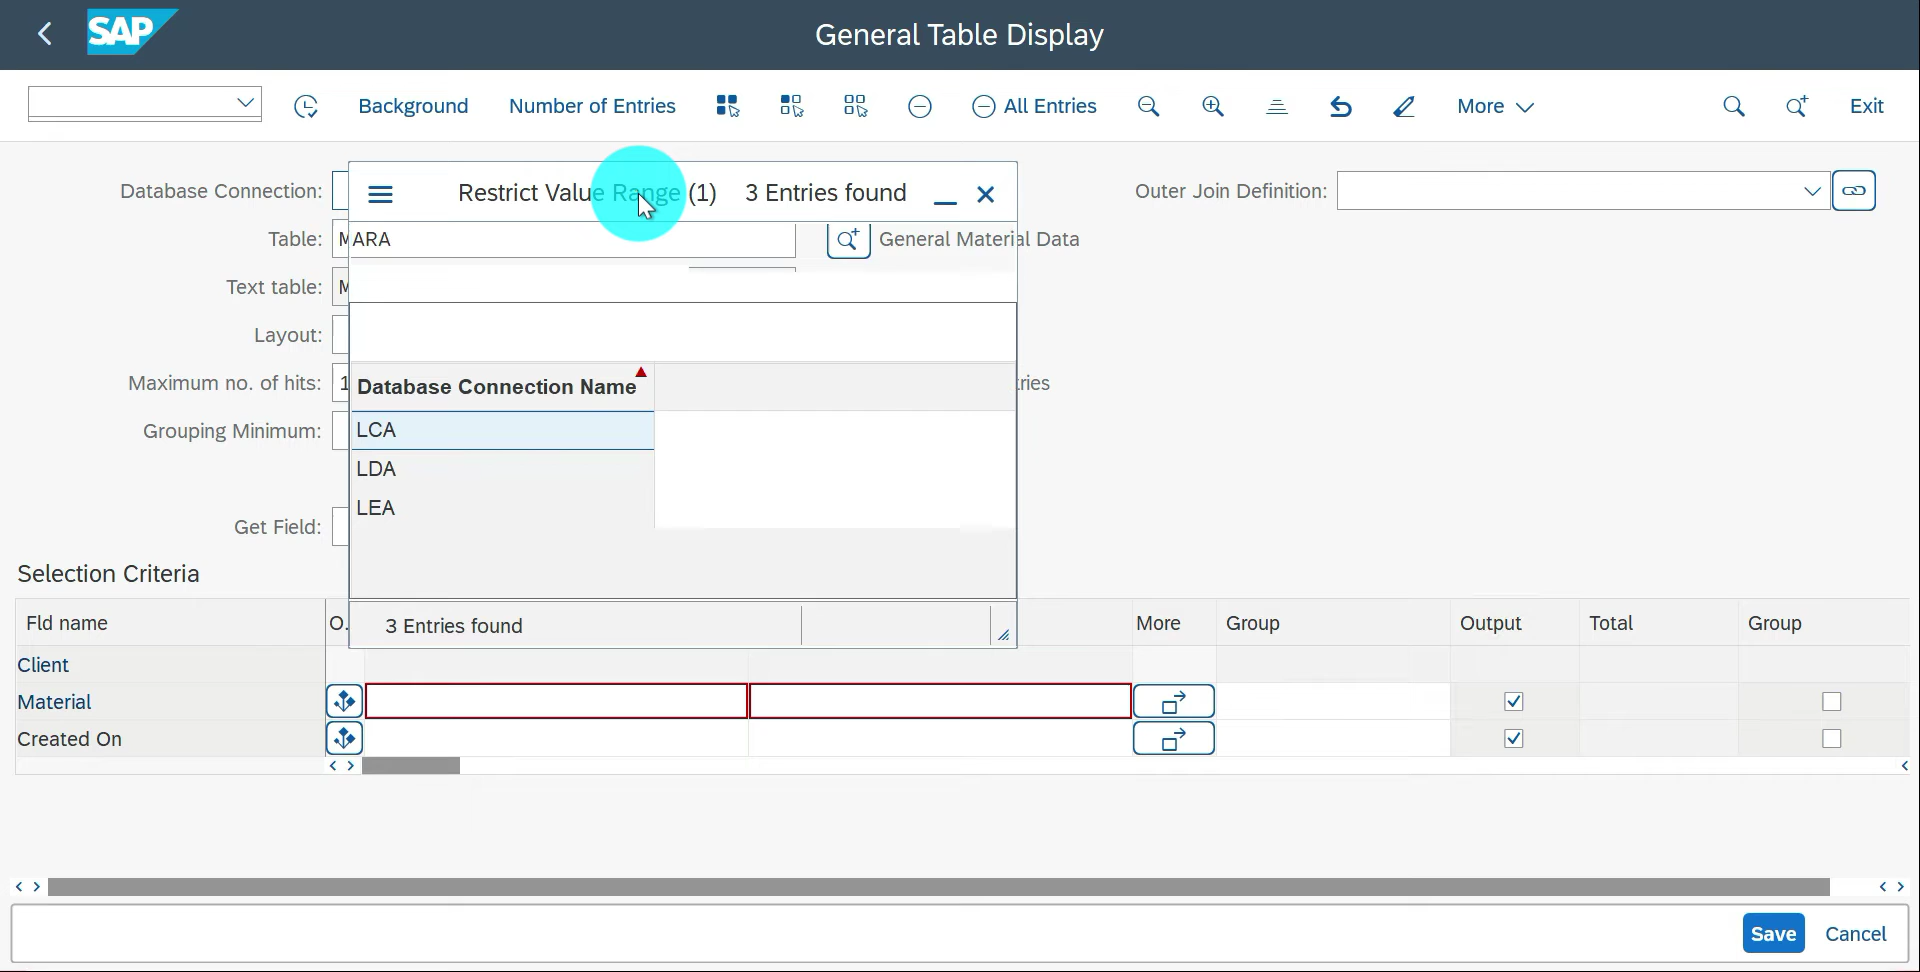 SAP
General Table Display
Background
Number of Entries
All Entries
More
Exit
Database Connection:
Restrict Value Range (1) 3 Entries found
Outer Join Definition:
Table:
MARA
General Material Data
Text table:
M
Layout:
Maximum no. of hits:
1
Database Connection Name
ries
LCA
Grouping Minimum:
LDA
LEA
Get Field:
Selection Criteria
Fld name
O.
3 Entries found
More
Group
Output
Total
Group
Client
Material
Created On
Save
Cancel